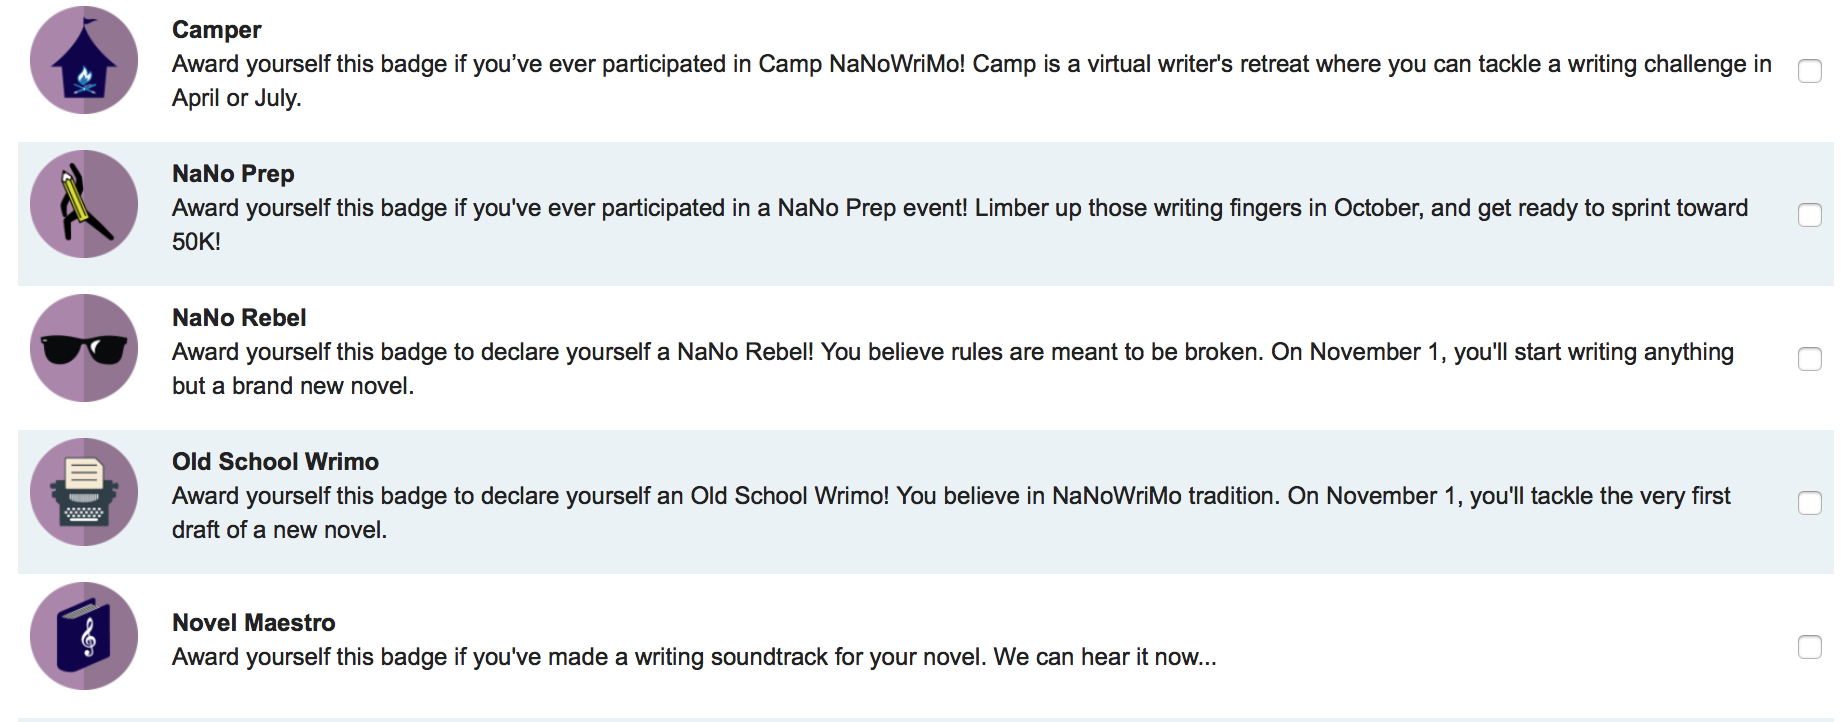 Camper
Award yourself this badge if you’ve ever participated in Camp NaNoWriMo! Camp is a virtual writer's retreat where you can tackle a writing challenge in
April or July.
NaNo Prep
Award yourself this badge if you've ever participated in a NaNo Prep event! Limber up those writing fingers in October, and get ready to sprint toward
50K!
NaNo Rebel
Award yourself this badge to declare yourself a NaNo Rebel! You believe rules are meant to be broken. On November 1, you'll start writing anything
but a brand new novel.
Old School Wrimo
Award yourself this badge to declare yourself an Old School Wrimo! You believe in NaNoWriMo tradition. On November 1, you'll tackle the very first
draft of a new novel.
Novel Maestro
Award yourself this badge if you've made a writing soundtrack for your novel. We can hear it now...